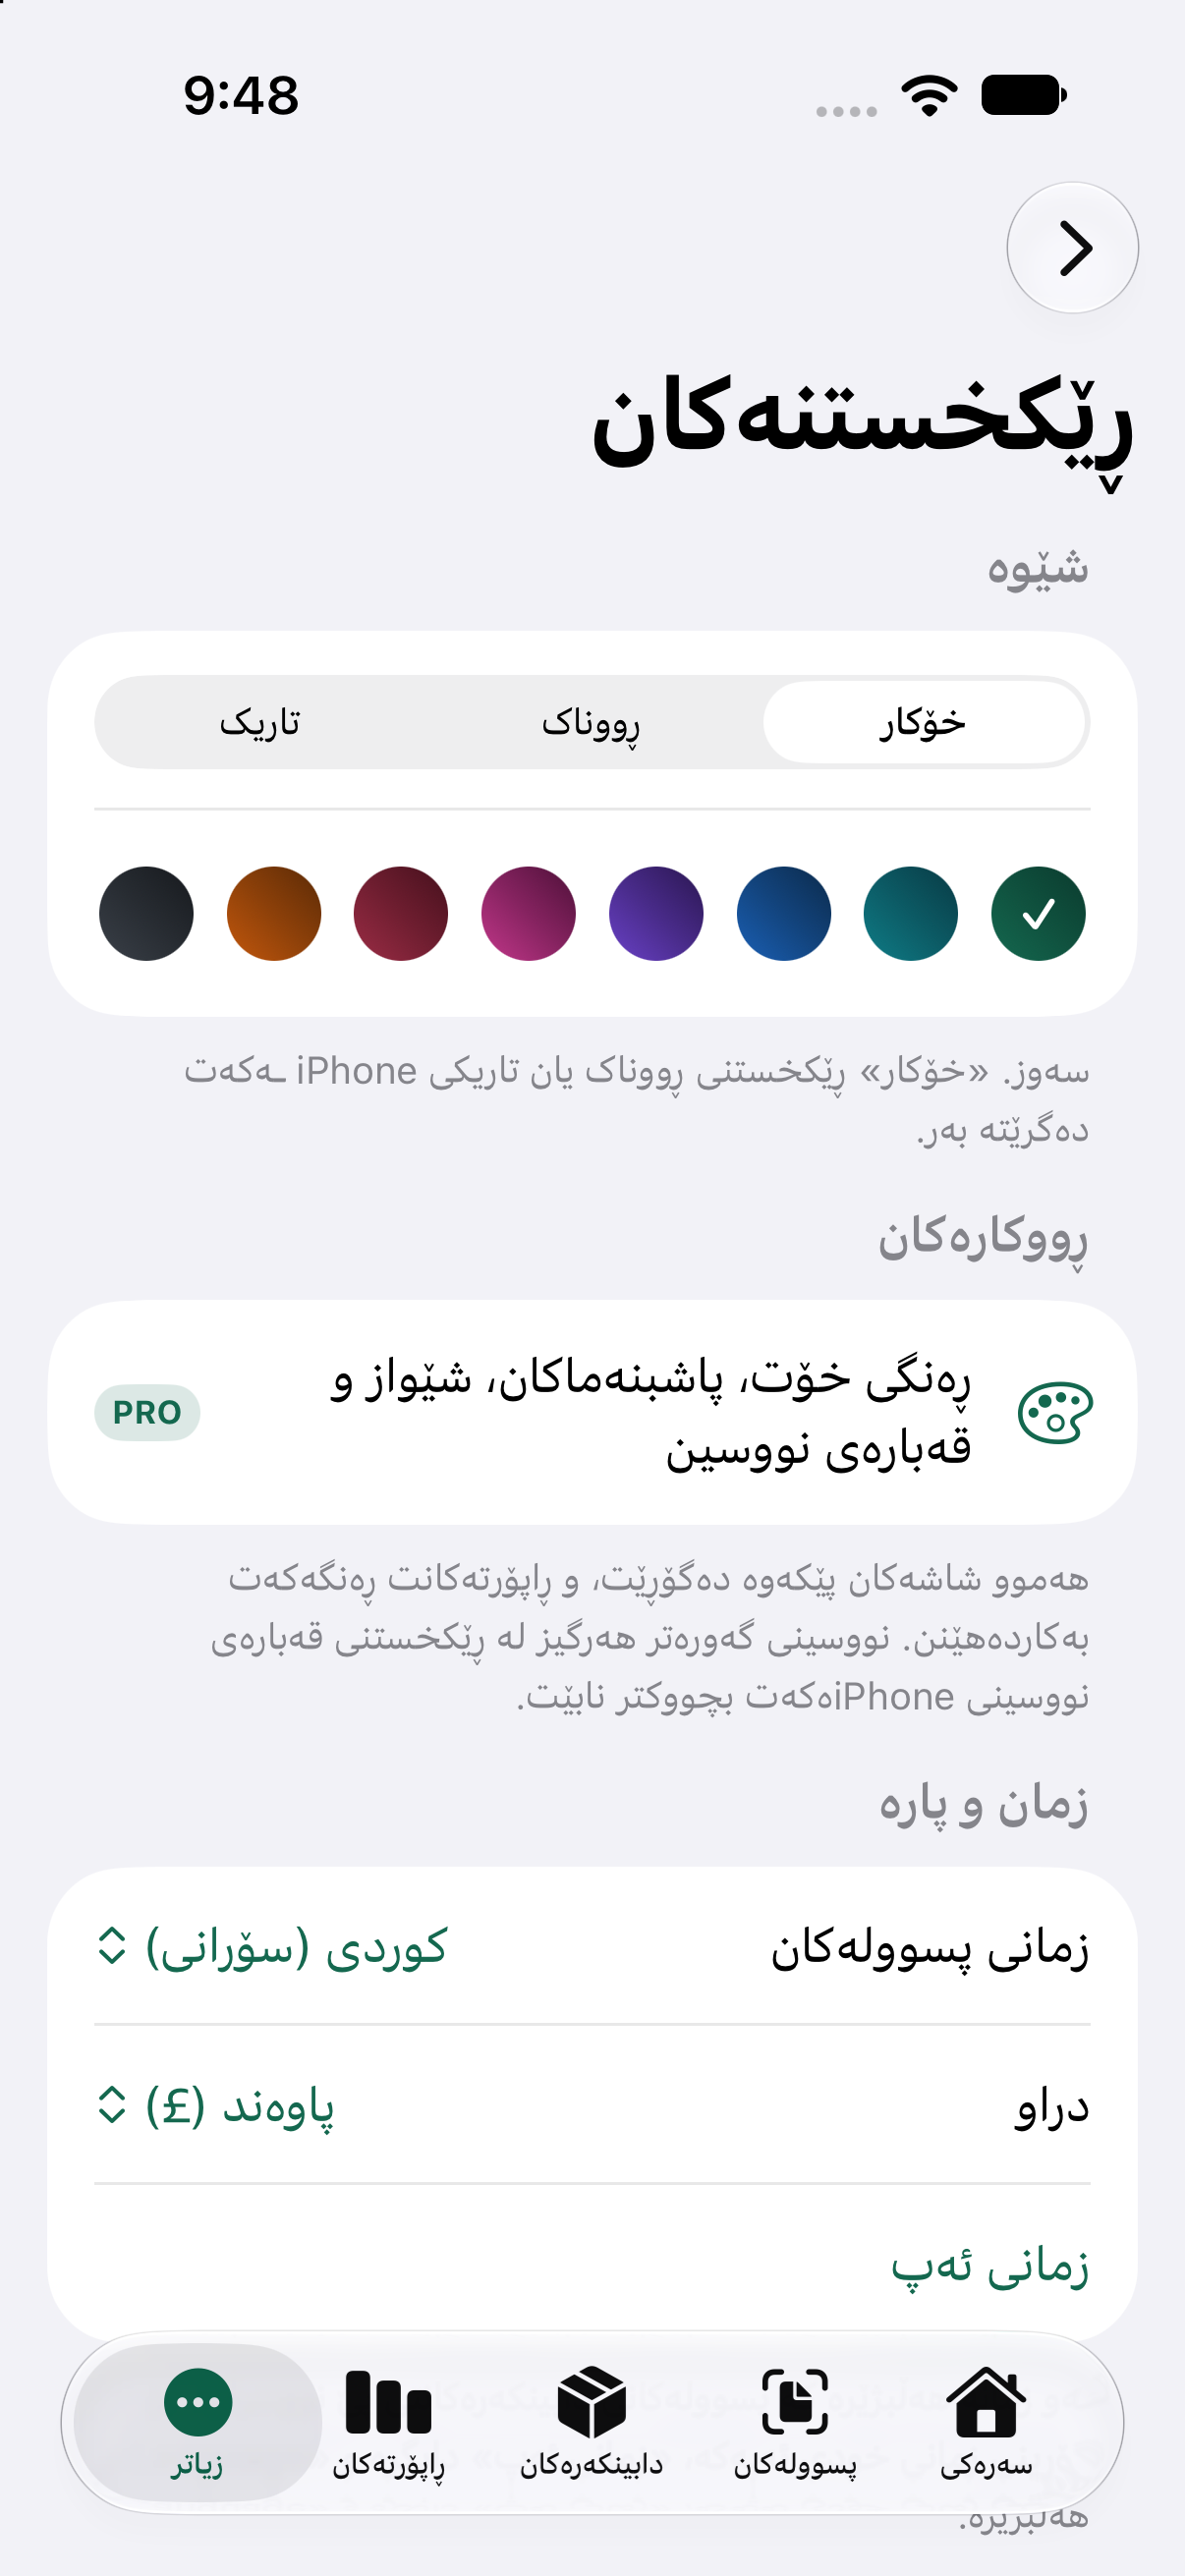 9:48
ڕێکخستنەکان
شێوە
خۆکار
ڕووناک
تاریک
سەوز. «خۆکار» ڕێکخستنی ڕووناک یان تاریکی iPhone ـەکەت
دەگرێتە بەر.
ڕووکارەکان
ڕەنگی خۆت، پاشبنەماکان، شێواز و
قەبارەی نووسین
PRO
هەموو شاشەکان پێکەوە دەگۆڕێت، و ڕاپۆرتەکانت ڕەنگەکەت
بەکاردەهێنن. نووسینی گەورەتر هەرگیز لە ڕێکخستنی قەبارەی
نووسینی iPhoneەکەت بچووکتر نابێت.
زمان و پارە
زمانی پسوولەکان
کوردی (سۆرانی)
دراو
پاوەند (£)
زمانی ئەپ
سەرەکی
پسوولەکان
دابینکەرەکان
ڕاپۆرتەکان
زیاتر